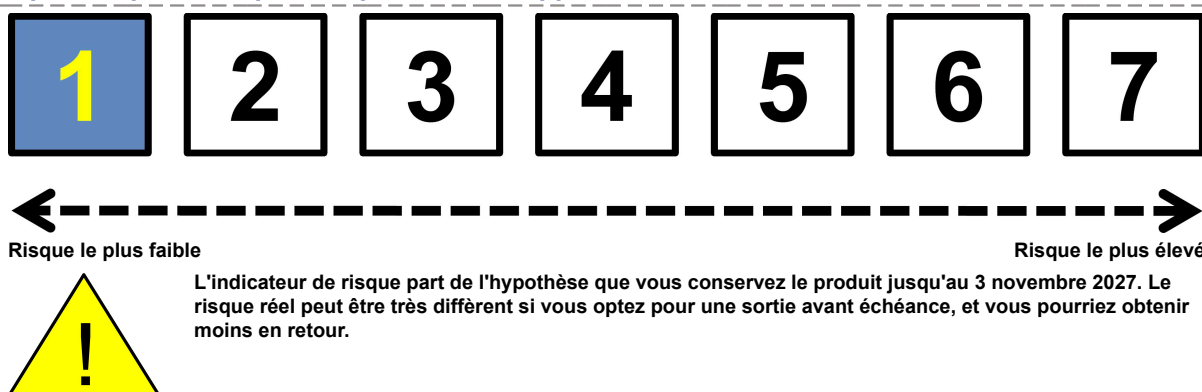 1 2 3 4 5 6 7
Risque le plus faible Risque le plus élevé
L'indicateur de risque part de l'hypothèse que vous conservez le produit jusqu'au 3 novembre 2027. Le
risque réel peut être très diffèrent si vous optez pour une sortie avant échéance, et vous pourriez obtenir
moins en retour.
!